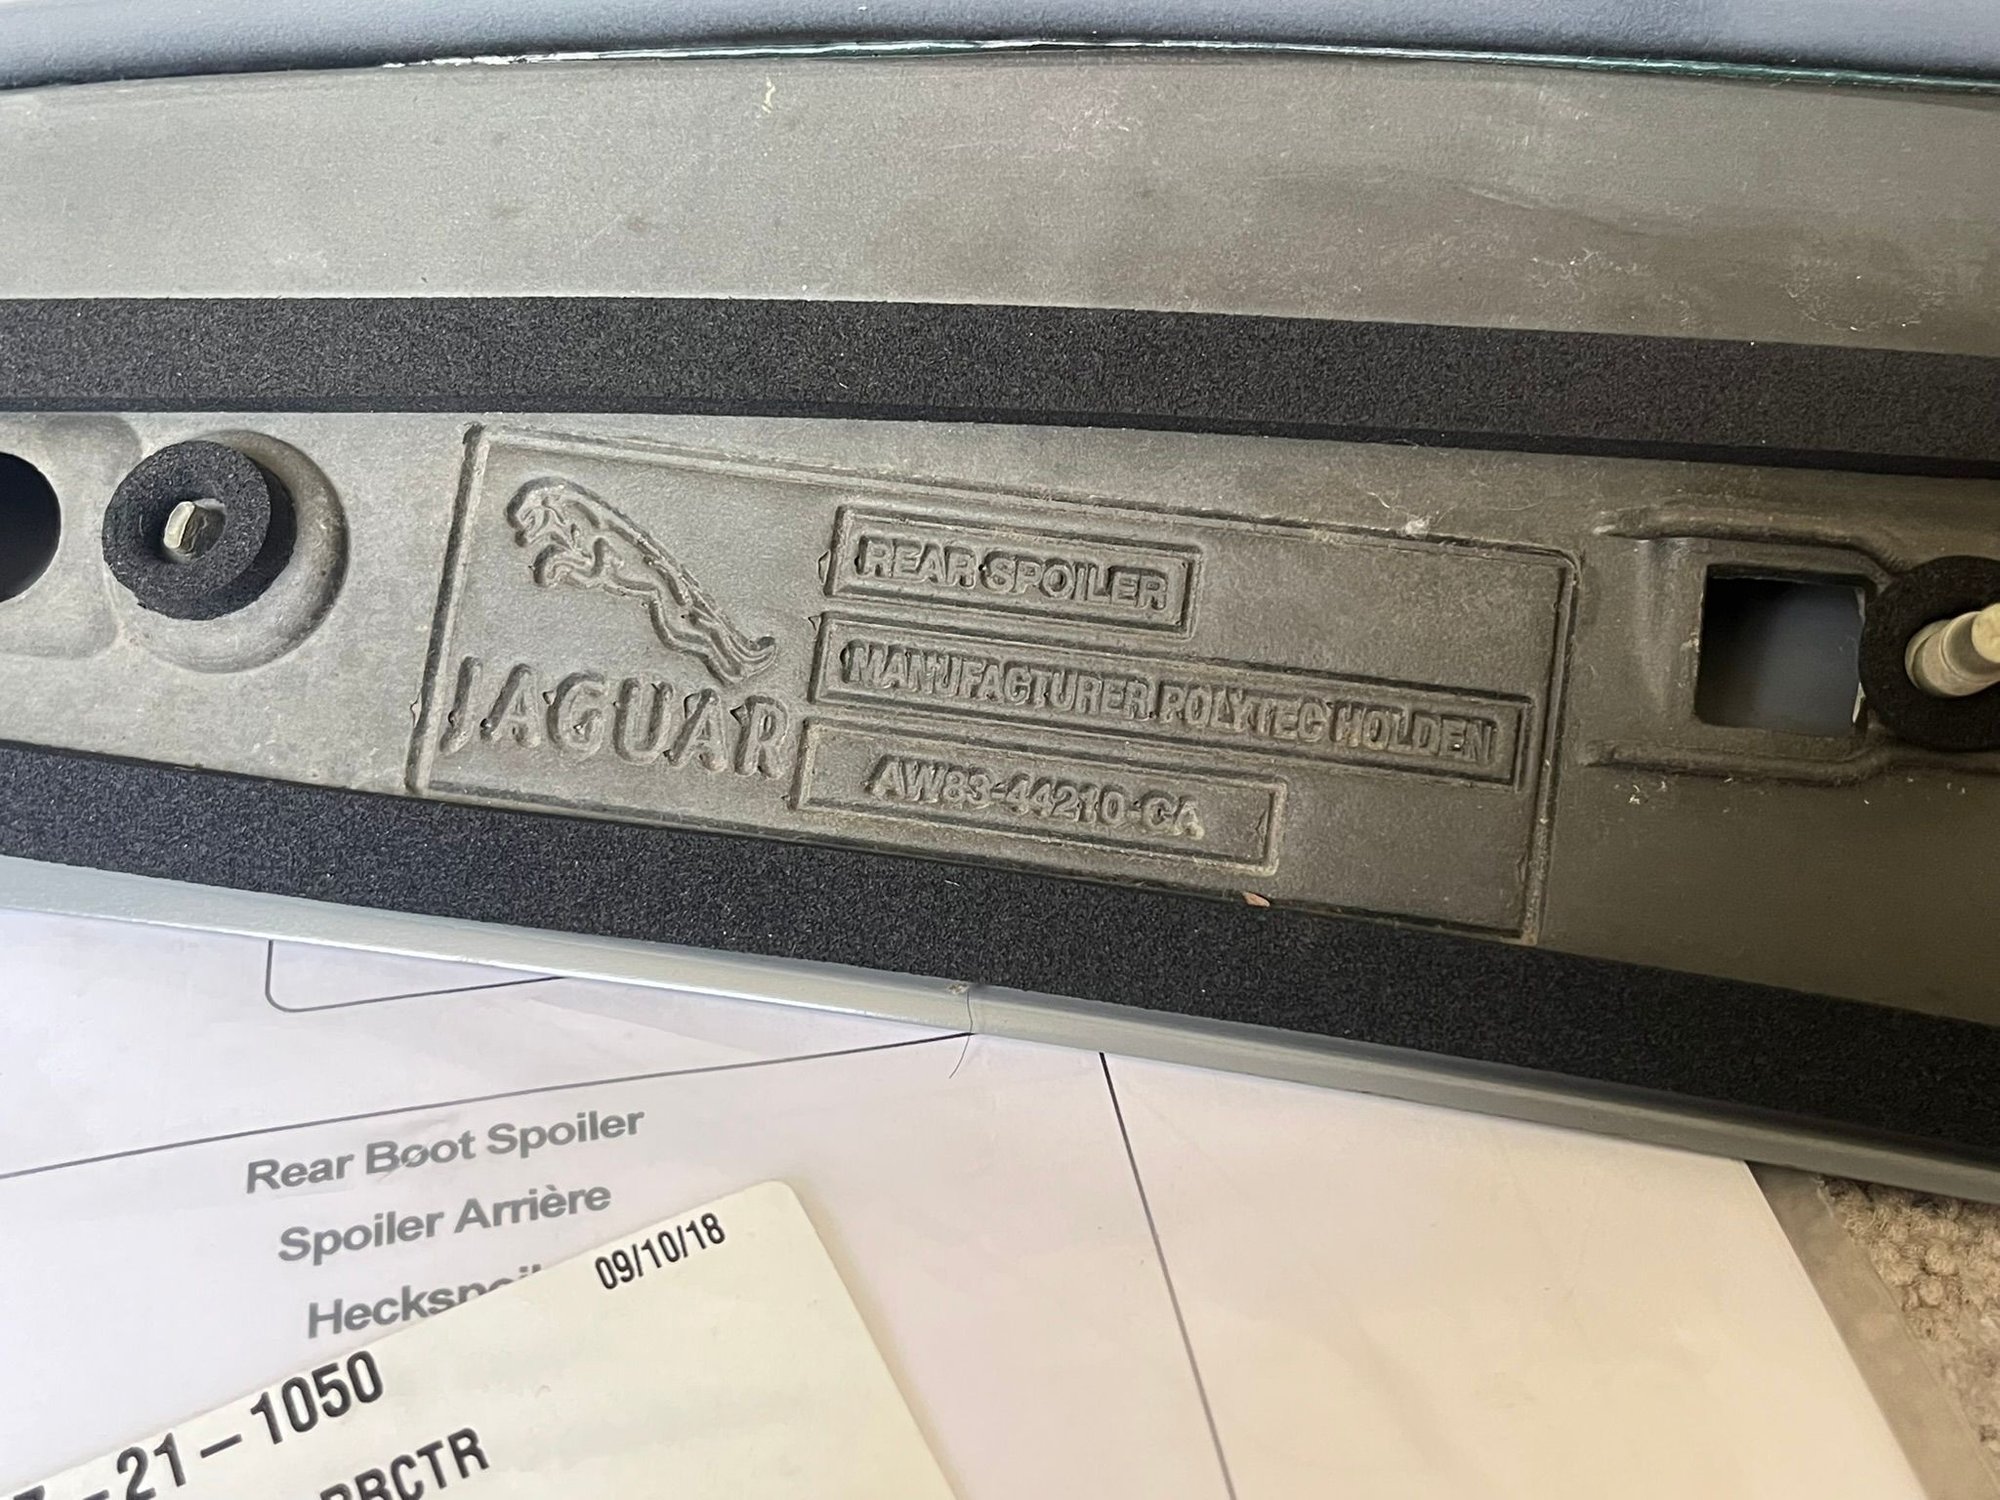 JAGUAR
REAR SPOILER
MANUFACTURER POLYTEC HOLDEN
AW83-44210-CA
Rear Boot Spoiler
Spoiler Arrière
09/10/18
-21-1050